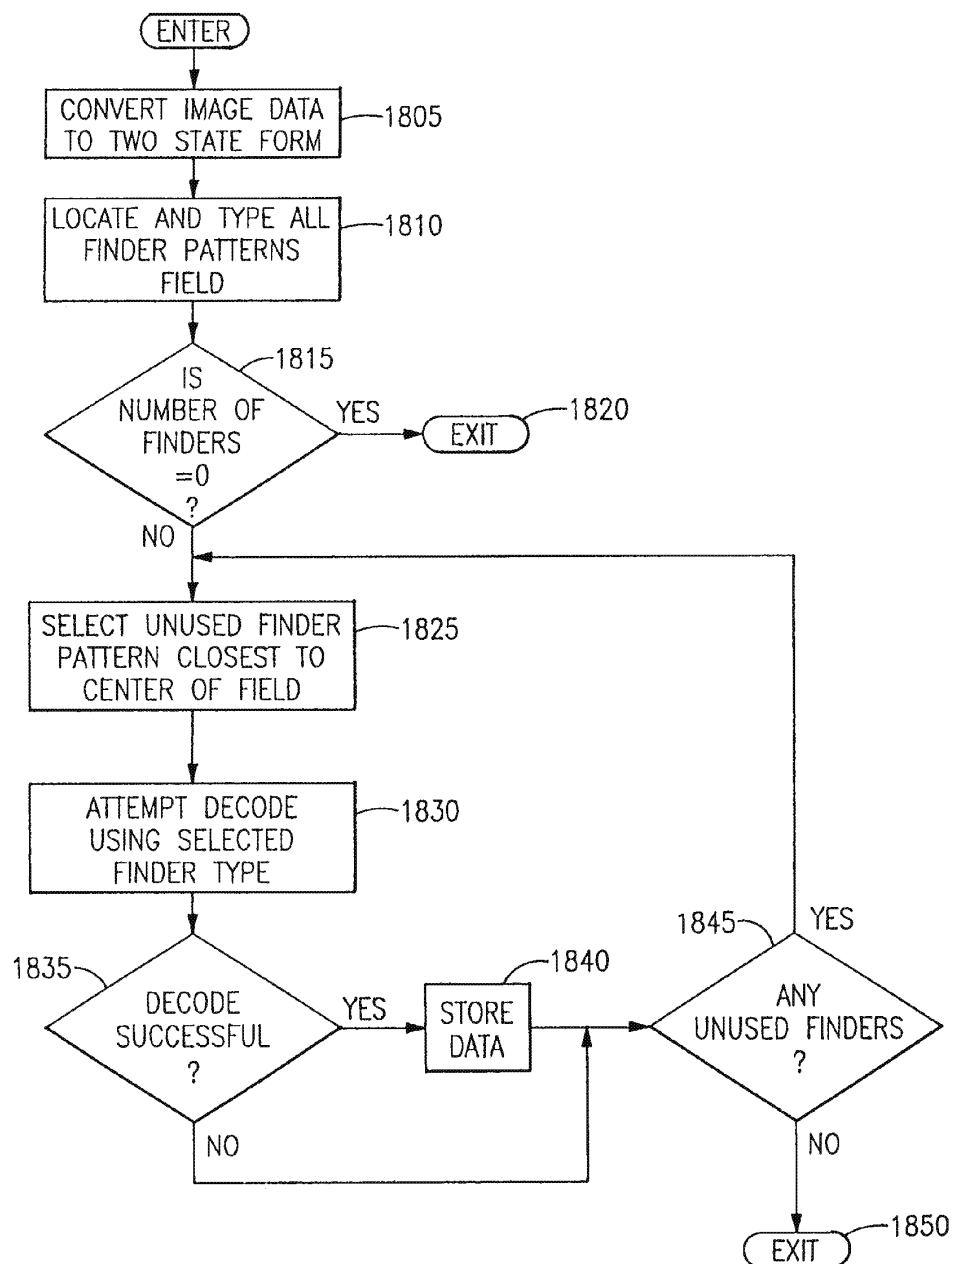 ENTER
CONVERT IMAGE DATA
TO TWO STATE FORM
1805
LOCATE AND TYPE ALL
FINDER PATTERNS
FIELD
1810
1815
IS
NUMBER OF
FINDERS
=0
?
YES
EXIT
1820
NO
SELECT UNUSED FINDER
PATTERN CLOSEST TO
CENTER OF FIELD
1825
ATTEMPT DECODE
USING SELECTED
FINDER TYPE
1830
1835
DECODE
SUCCESSFUL
?
YES
NO
1840
STORE
DATA
1845
YES
ANY
UNUSED FINDERS
?
NO
EXIT
1850